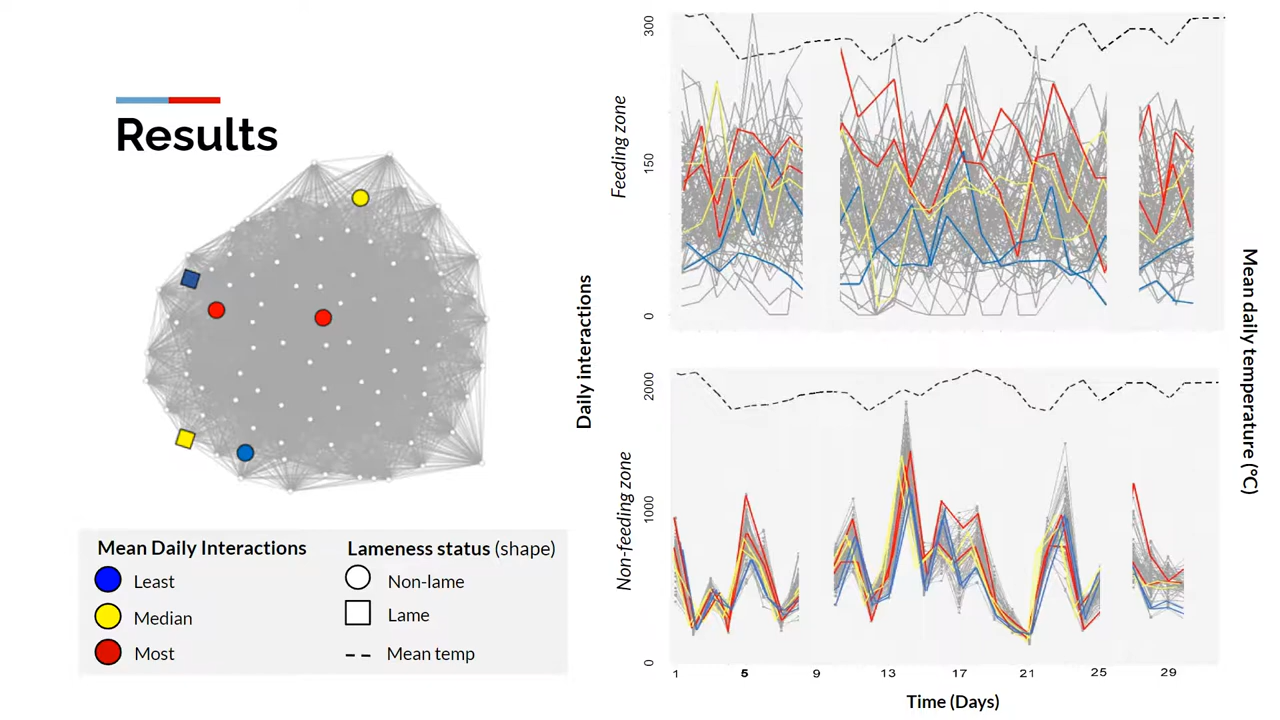 Results
Mean Daily Interactions
Least
Median
Most
Lameness status (shape)
Non-lame
Lame
Mean temp
Daily interactions
Feeding zone
300
150
0
Non-feeding zone
2000
1000
0
1 5 9 13 17 21 25 29
Time (Days)
Mean daily temperature (°C)